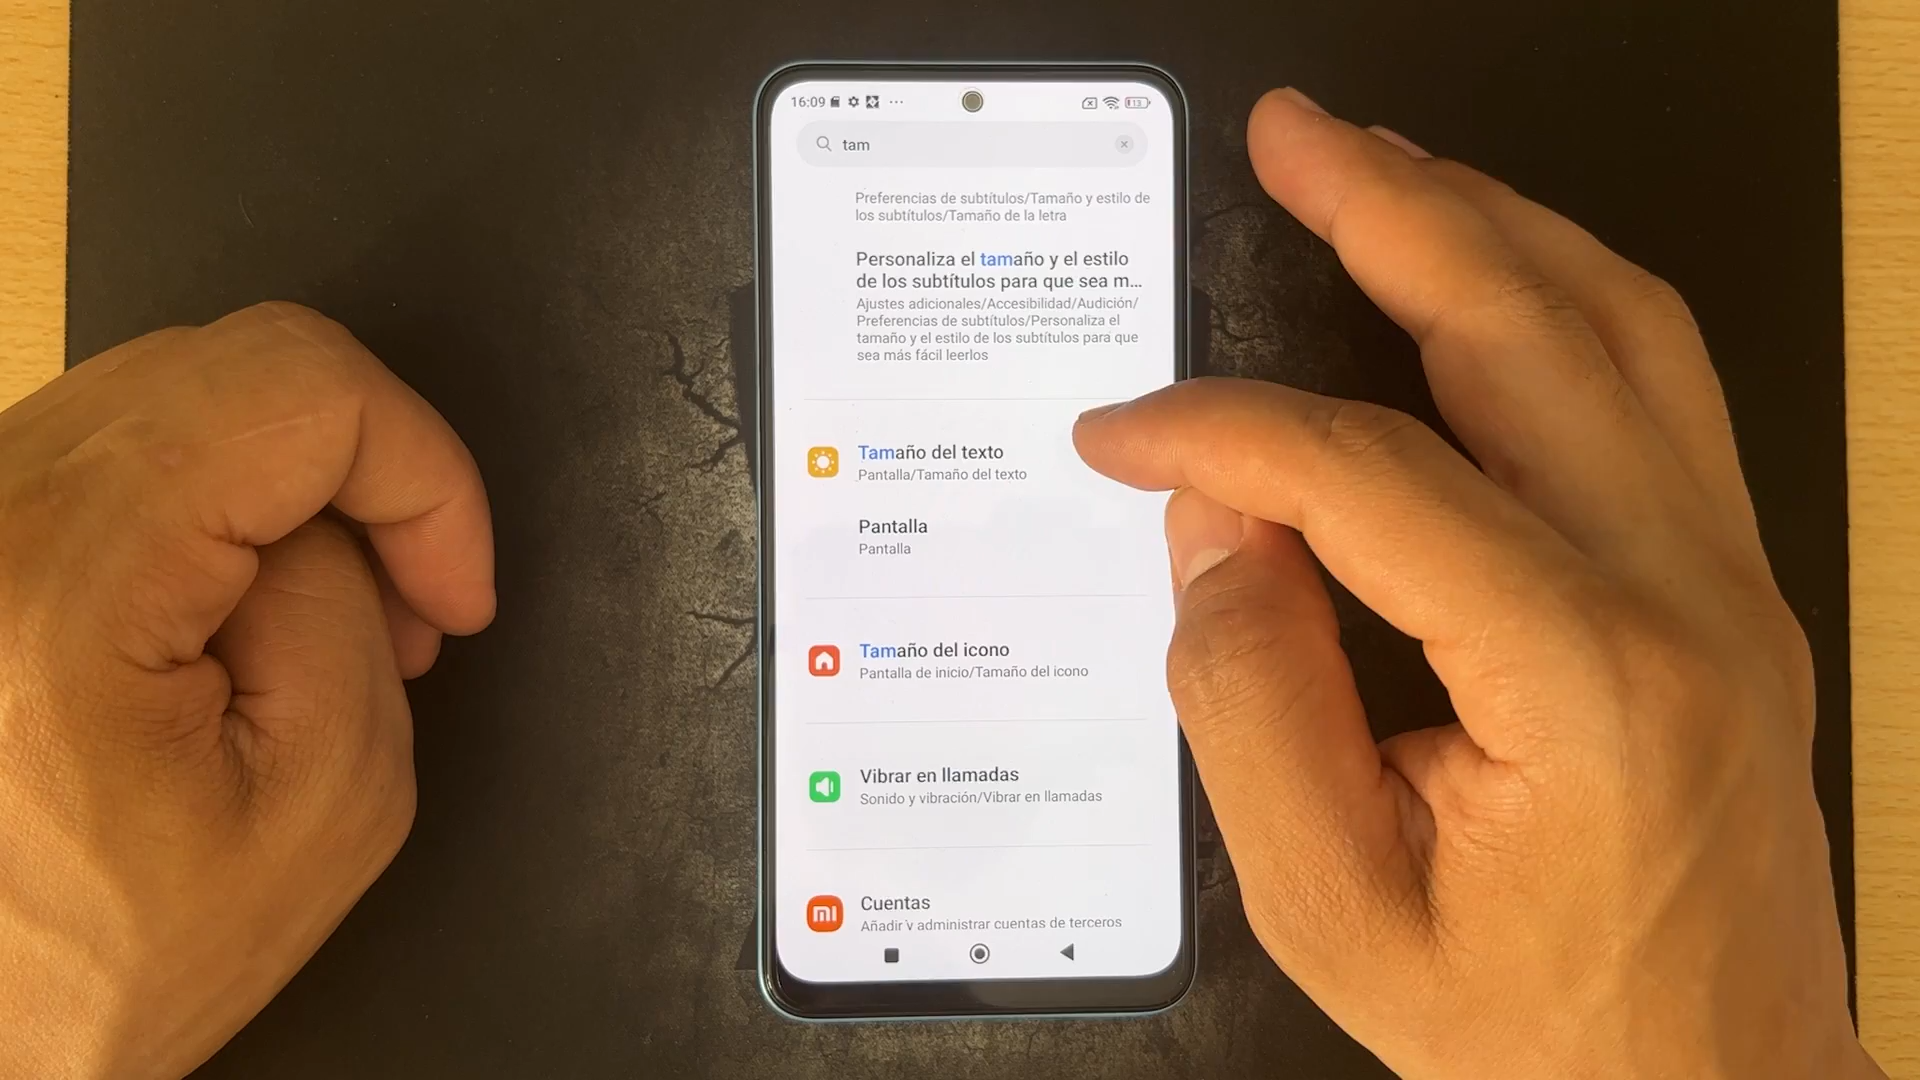 16:09 ··· 13
tam
Preferencias de subtítulos/Tamaño y estilo de
los subtítulos/Tamaño de la letra
Personaliza el tamaño y el estilo
de los subtítulos para que sea m...
Ajustes adicionales/Accesibilidad/Audición/
Preferencias de subtítulos/Personaliza el
tamaño y el estilo de los subtítulos para que
sea más fácil leerlos
Tamaño del texto
Pantalla/Tamaño del texto
Pantalla
Pantalla
Tamaño del icono
Pantalla de inicio/Tamaño del icono
Vibrar en llamadas
Sonido y vibración/Vibrar en llamadas
mi
Cuentas
Añadir y administrar cuentas de terceros